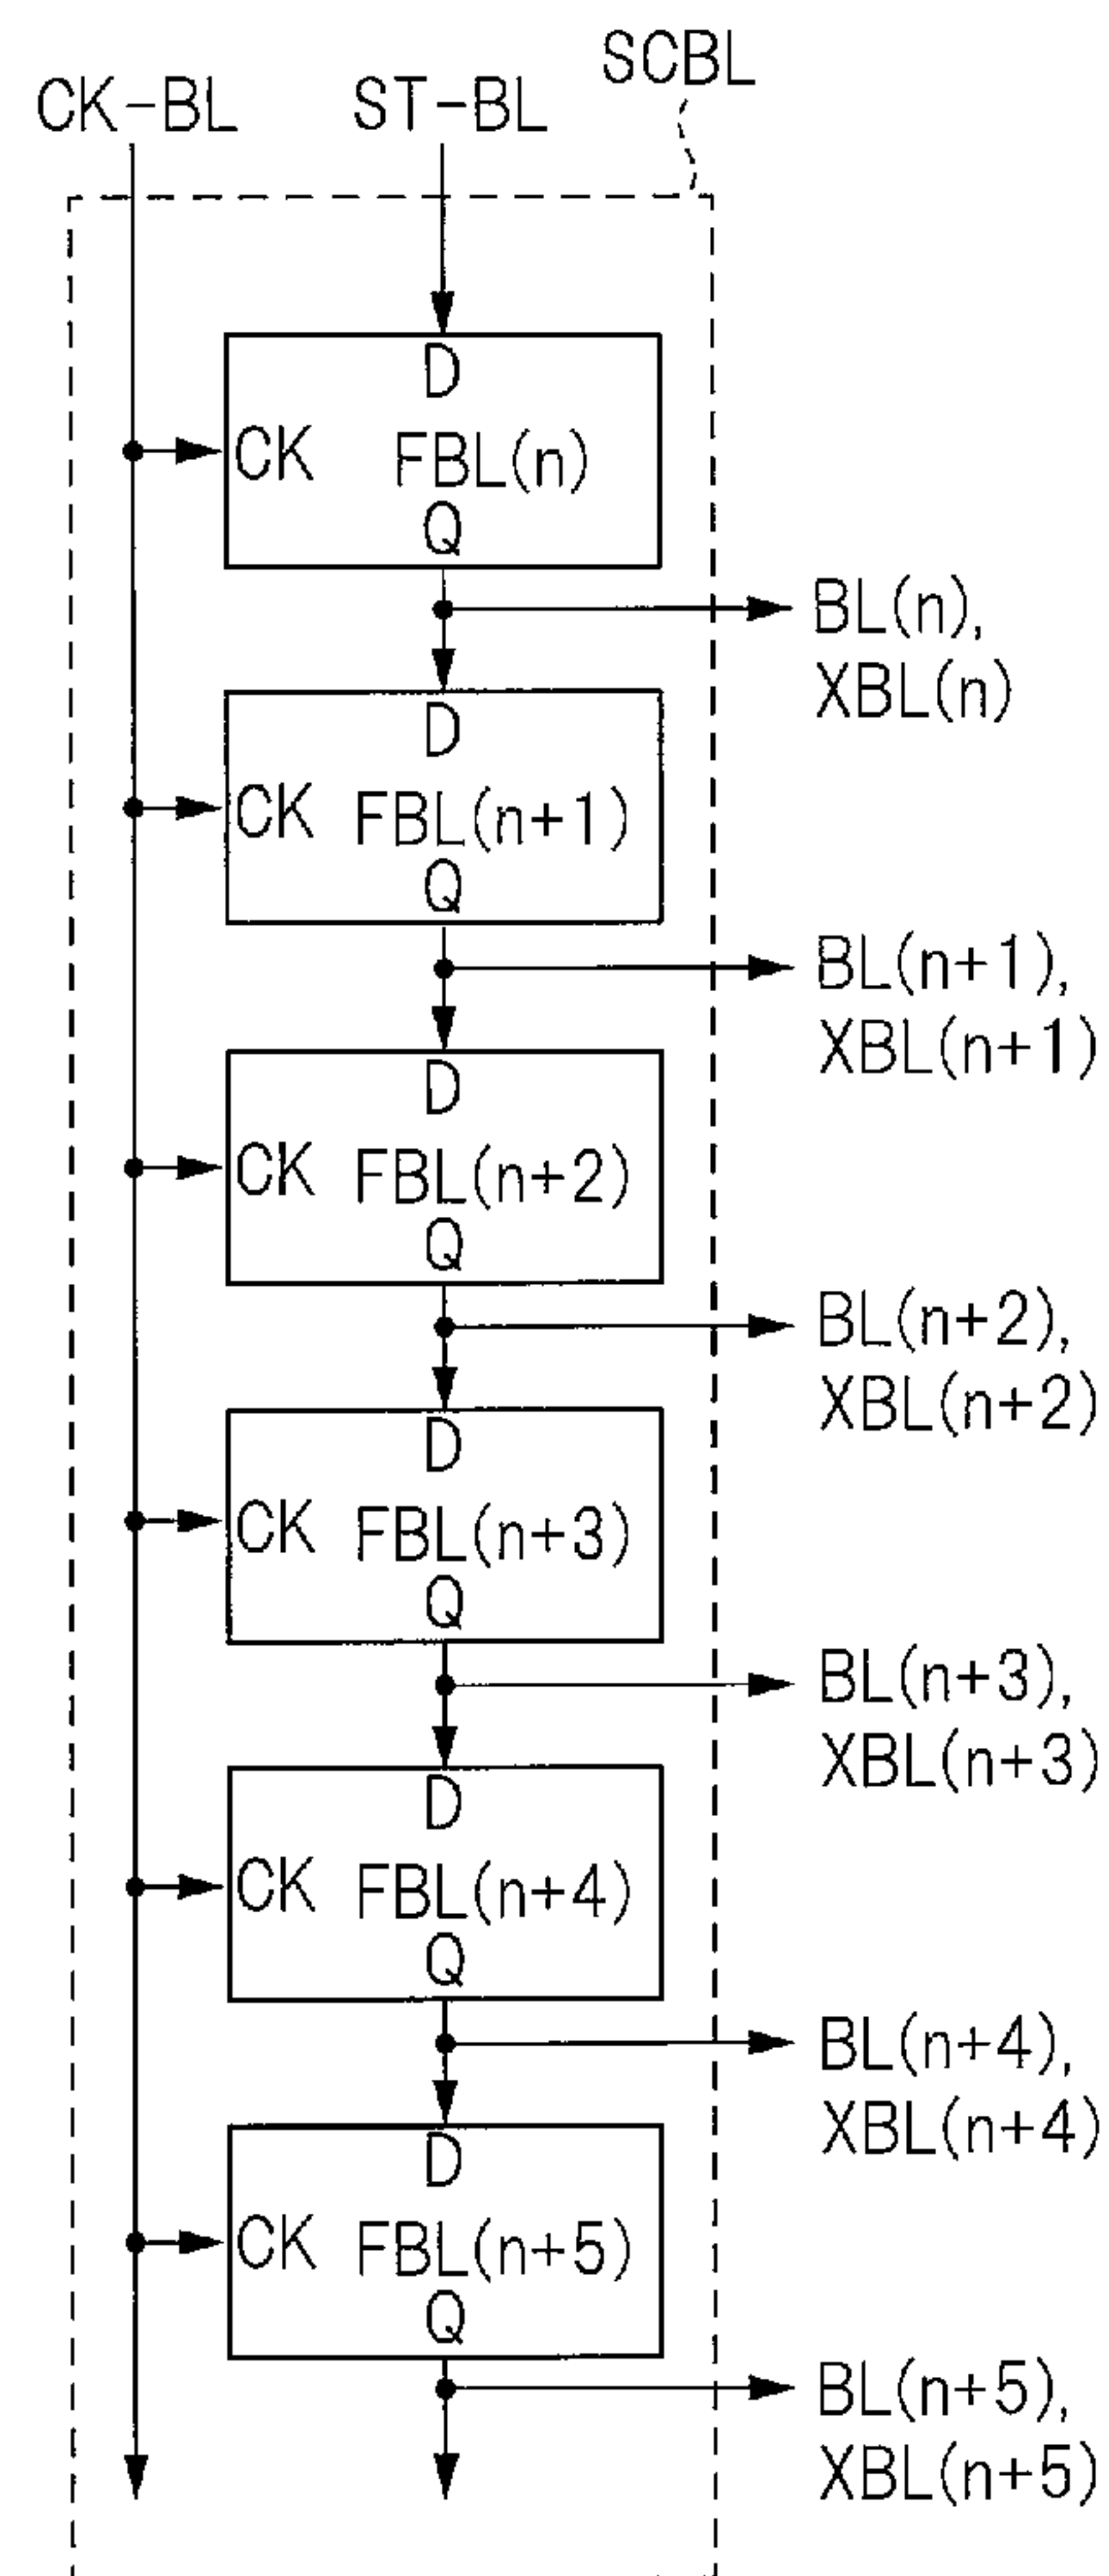 SCBL
CK-BL
ST-BL
D
CK
FBL(n)
Q
BL(n),
XBL(n)
D
CK
FBL(n+1)
Q
BL(n+1),
XBL(n+1)
D
CK
FBL(n+2)
Q
BL(n+2),
XBL(n+2)
D
CK
FBL(n+3)
Q
BL(n+3),
XBL(n+3)
D
CK
FBL(n+4)
Q
BL(n+4),
XBL(n+4)
D
CK
FBL(n+5)
Q
BL(n+5),
XBL(n+5)